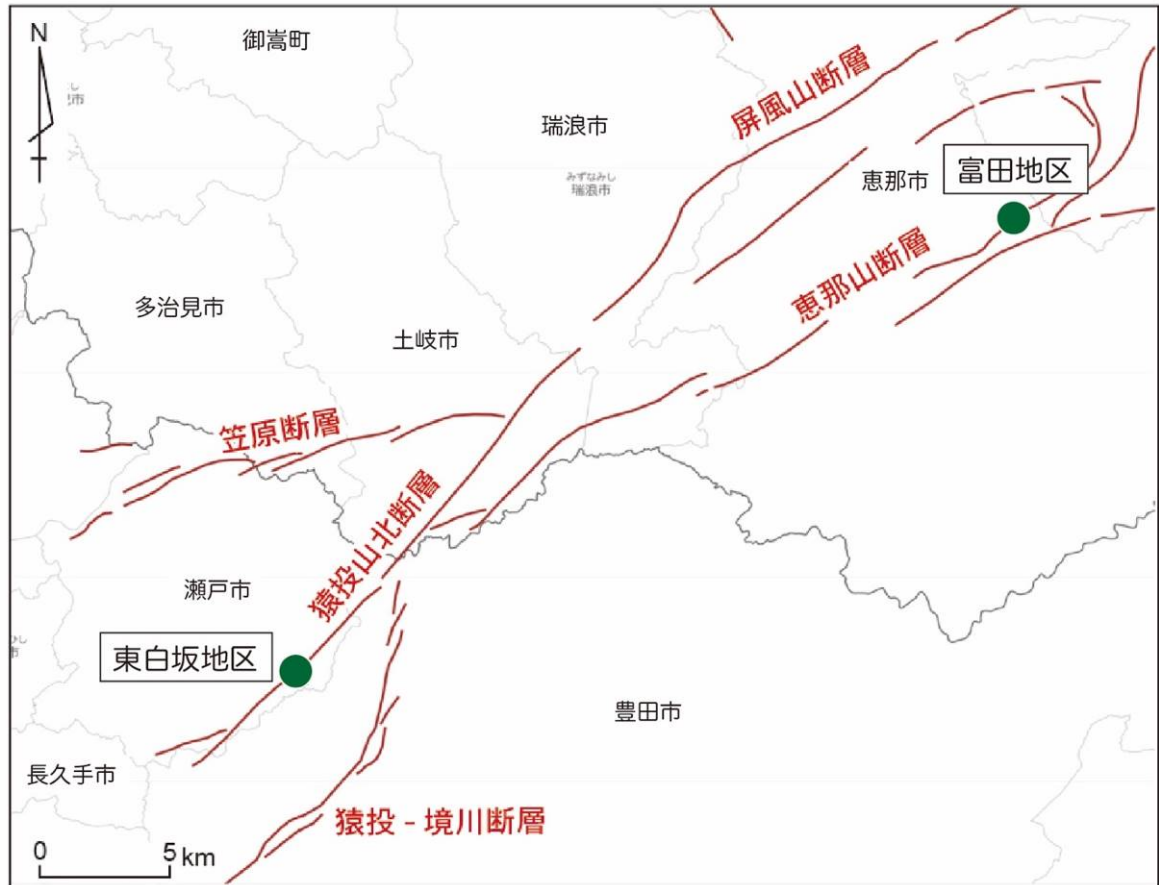 N
御嵩町
屏風山断層
瑞浪市
みずなみし
瑞浪市
恵那市
富田地区
恵那山断層
多治見市
土岐市
笠原断層
猿投山北断層
瀬戸市
東白坂地区
豊田市
長久手市
猿投 - 境川断層
0 5 km